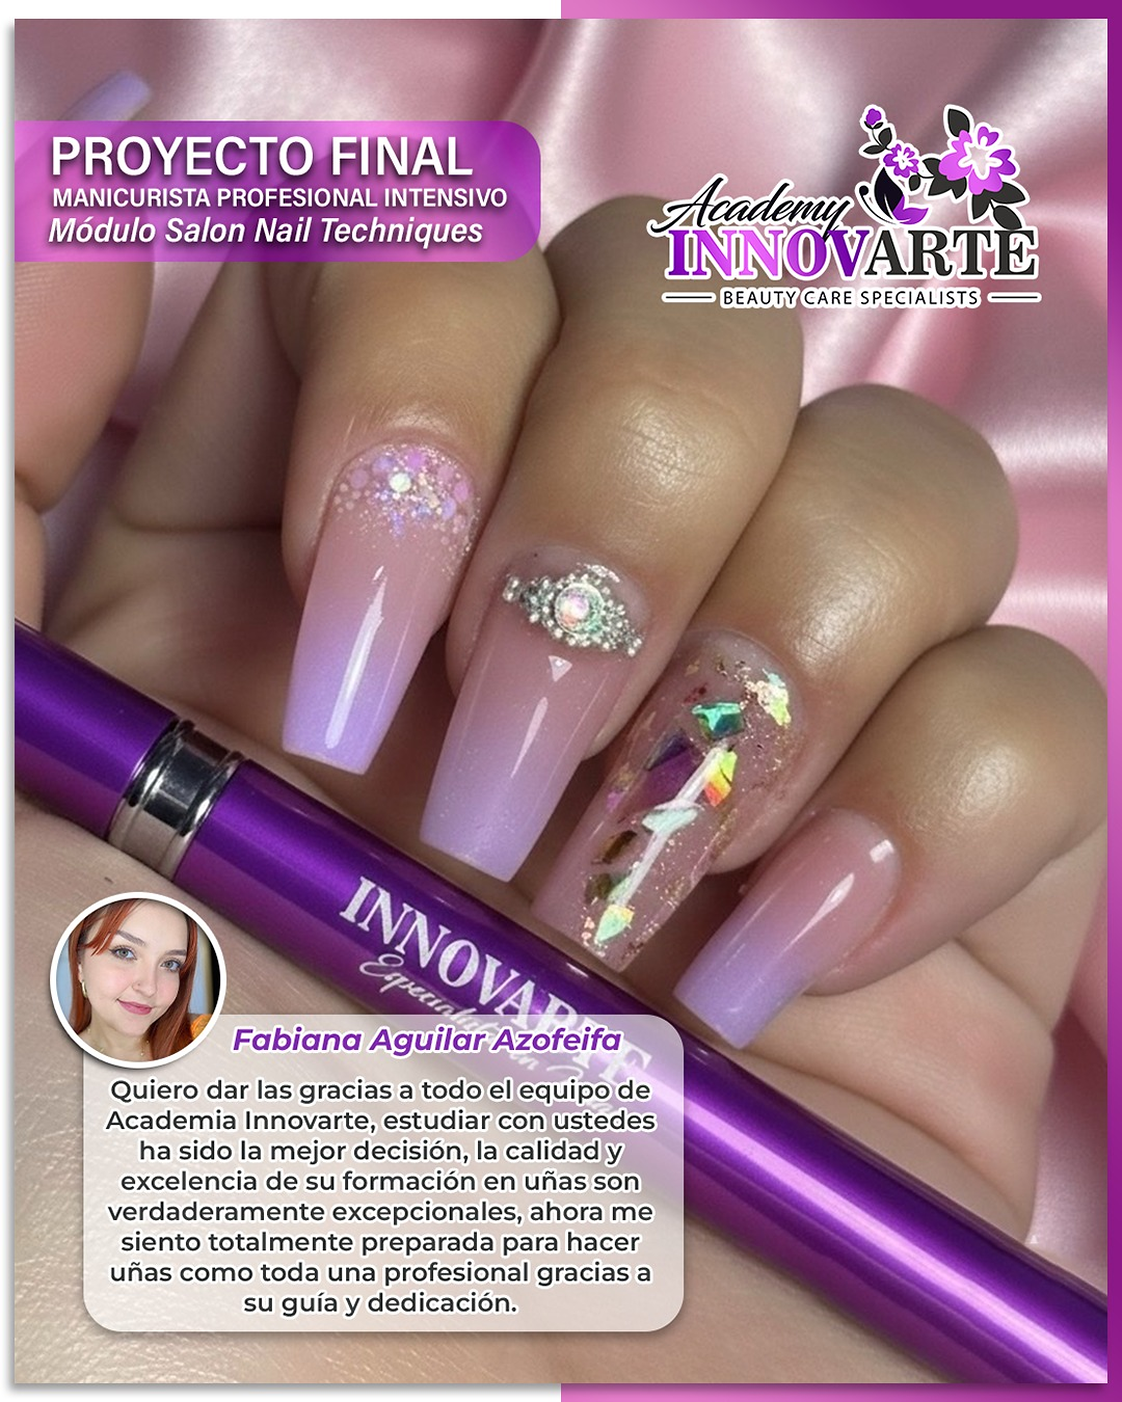 PROYECTO FINAL
MANICURISTA PROFESIONAL INTENSIVO
Módulo Salon Nail Techniques
Academy
INNOVARTE
BEAUTY CARE SPECIALISTS
INNOVARTE
Fabiana Aguilar Azofeifa
Quiero dar las gracias a todo el equipo de
Academia Innovarte, estudiar con ustedes
ha sido la mejor decisión, la calidad y
excelencia de su formación en uñas son
verdaderamente excepcionales, ahora me
siento totalmente preparada para hacer
uñas como toda una profesional gracias a
su guía y dedicación.